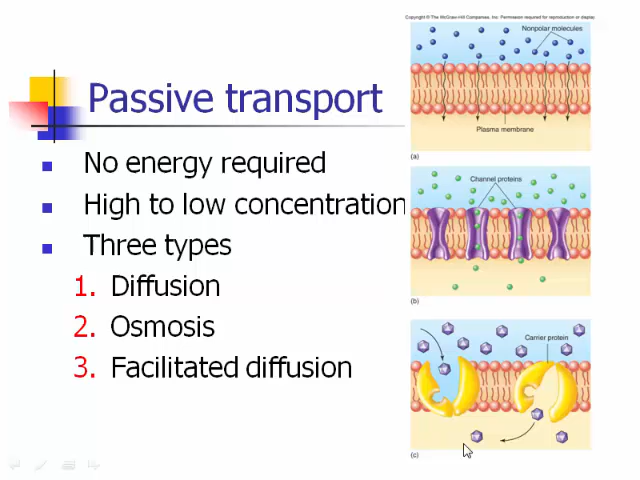 Copyright © The McGraw-Hill Companies, Inc. Permission required for reproduction or display
Passive transport
No energy required
High to low concentration
Three types
1. Diffusion
2. Osmosis
3. Facilitated diffusion
Nonpolar molecules
Plasma membrane
(a)
Channel proteins
(b)
Carrier protein
(c)